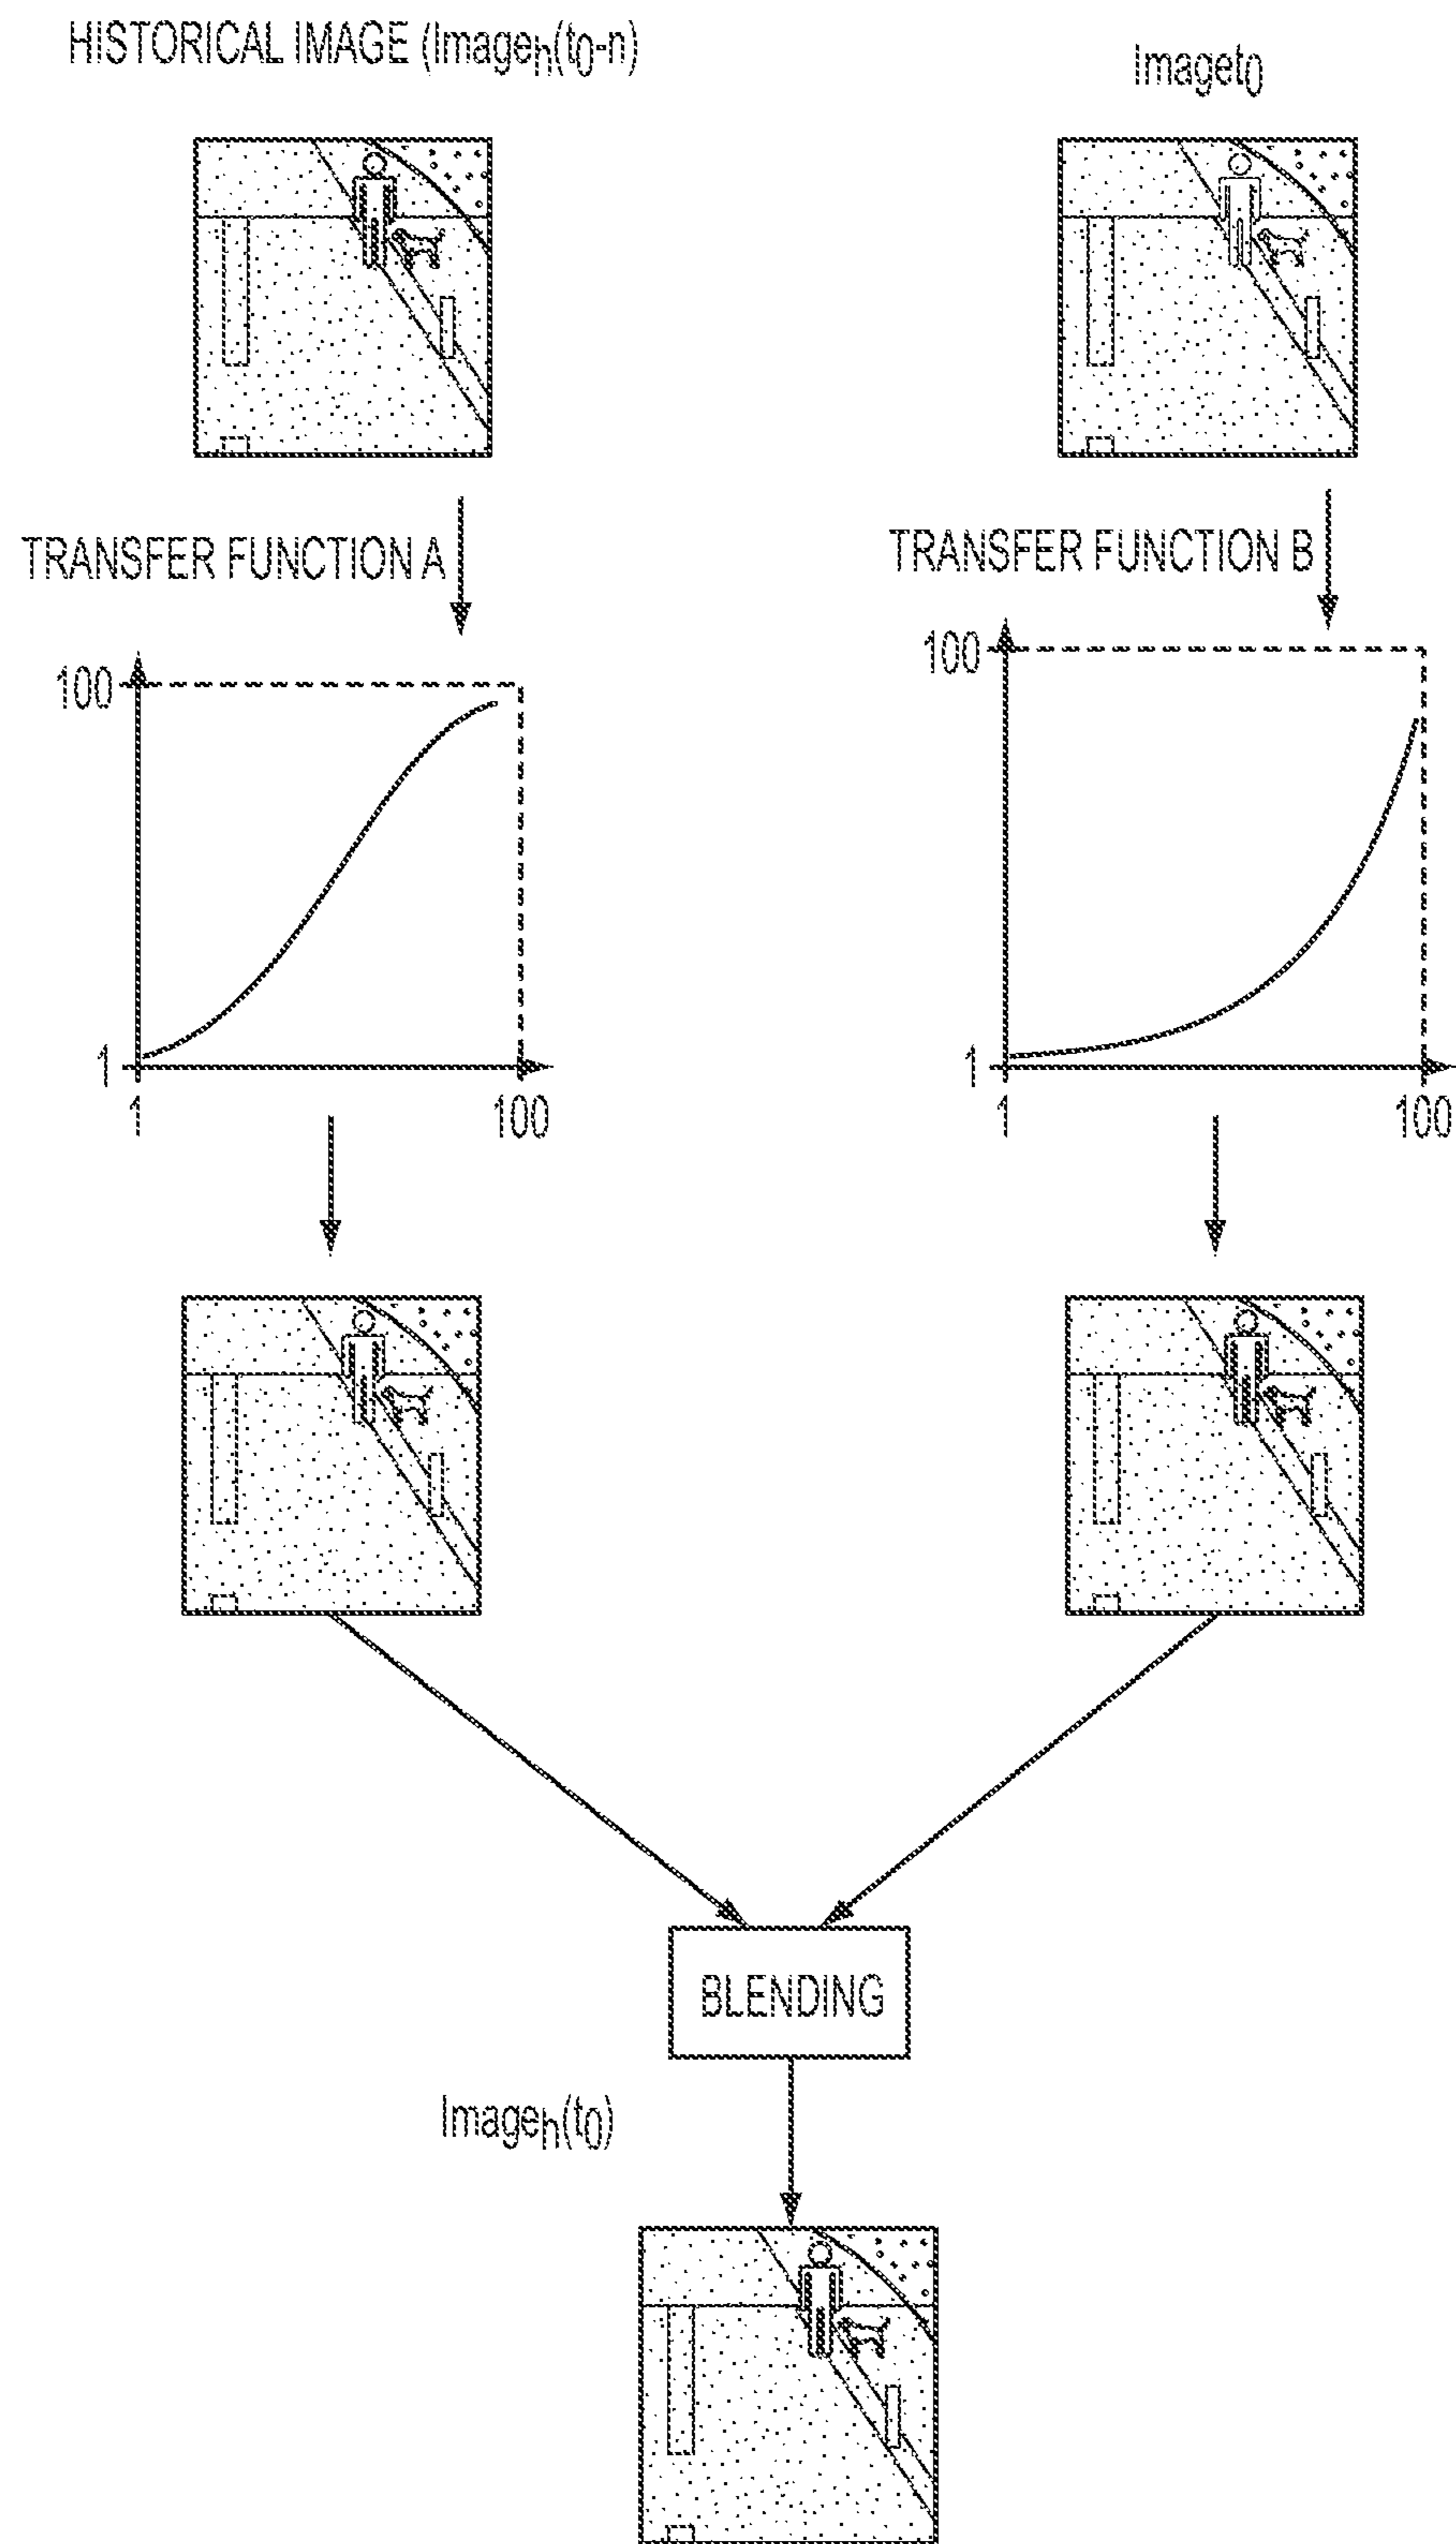 HISTORICAL IMAGE (Imageh(t0-n)
Imaget0
TRANSFER FUNCTION A
TRANSFER FUNCTION B
100
1
1
100
100
1
1
100
BLENDING
Imageh(t0)